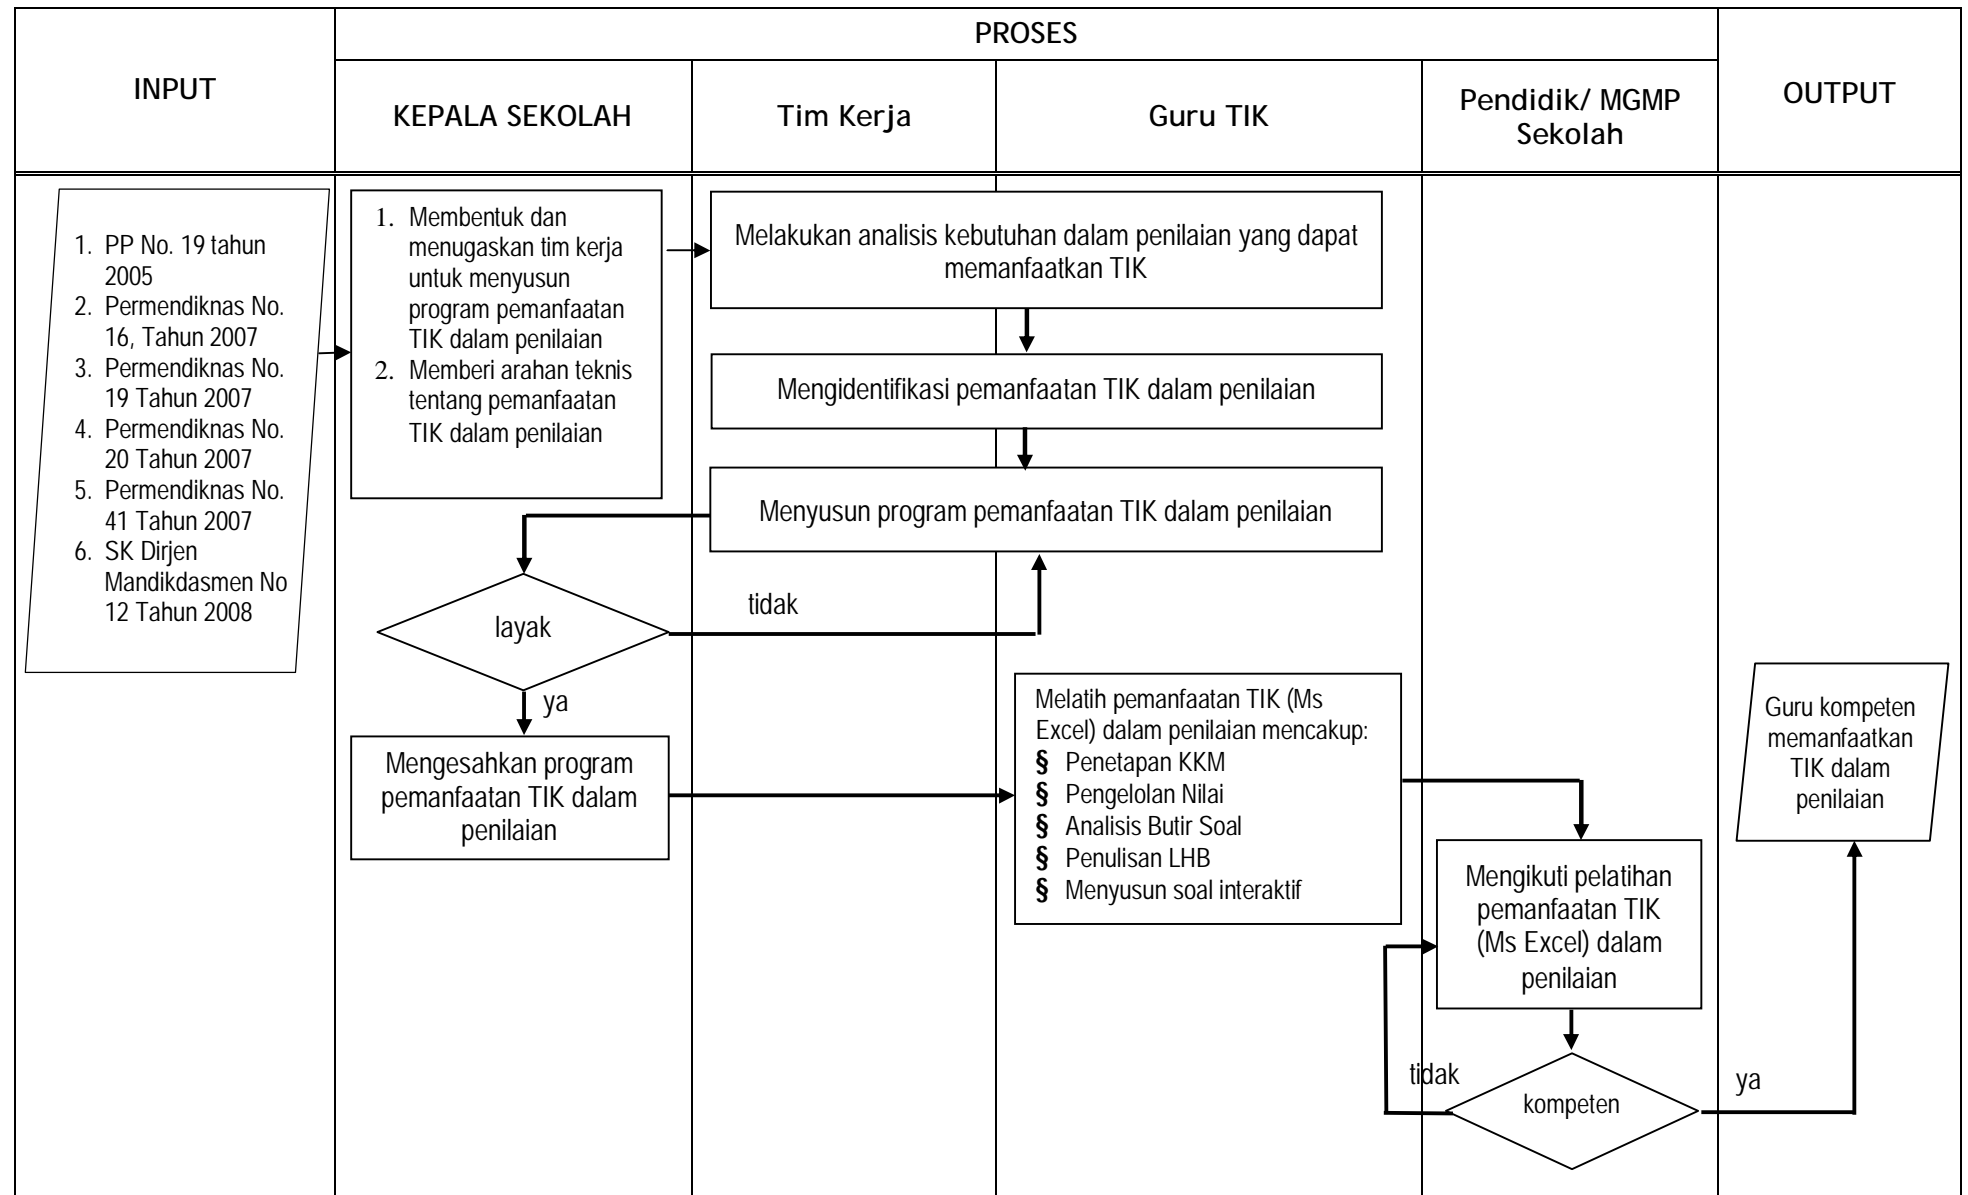 PROSES
INPUT
KEPALA SEKOLAH
Tim Kerja
Guru TIK
Pendidik/ MGMP
Sekolah
OUTPUT
1. PP No. 19 tahun
2005
2. Permendiknas No.
16, Tahun 2007
3. Permendiknas No.
19 Tahun 2007
4. Permendiknas No.
20 Tahun 2007
5. Permendiknas No.
41 Tahun 2007
6. SK Dirjen
Mandikdasmen No
12 Tahun 2008
1. Membentuk dan
menugaskan tim kerja
untuk menyusun
program pemanfaatan
TIK dalam penilaian
2. Memberi arahan teknis
tentang pemanfaatan
TIK dalam penilaian
Melakukan analisis kebutuhan dalam penilaian yang dapat
memanfaatkan TIK
Mengidentifikasi pemanfaatan TIK dalam penilaian
Menyusun program pemanfaatan TIK dalam penilaian
layak
tidak
ya
Mengesahkan program
pemanfaatan TIK dalam
penilaian
Melatih pemanfaatan TIK (Ms
Excel) dalam penilaian mencakup:
§ Penetapan KKM
§ Pengelolan Nilai
§ Analisis Butir Soal
§ Penulisan LHB
§ Menyusun soal interaktif
Mengikuti pelatihan
pemanfaatan TIK
(Ms Excel) dalam
penilaian
tidak
kompeten
ya
Guru kompeten
memanfaatkan
TIK dalam
penilaian